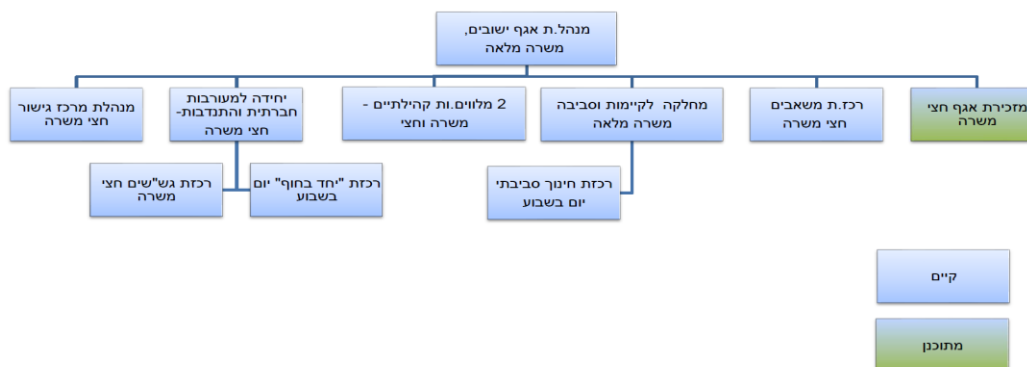 מנהל.ת אגף ישובים,
משרה מלאה
מזכירת אגף חצי
משרה
רכז.ת משאבים
חצי משרה
מחלקה לקיימות וסביבה
משרה מלאה
2 מלווים.ות קהילתיים -
משרה וחצי
יחידה למעורבות
חברתית והתנדבות-
חצי משרה
מנהלת מרכז גישור
חצי משרה
רכזת חינוך סביבתי
יום בשבוע
רכזת "יחד בחוף" יום
בשבוע
רכזת גש"שים חצי
משרה
קיים
מתוכנן